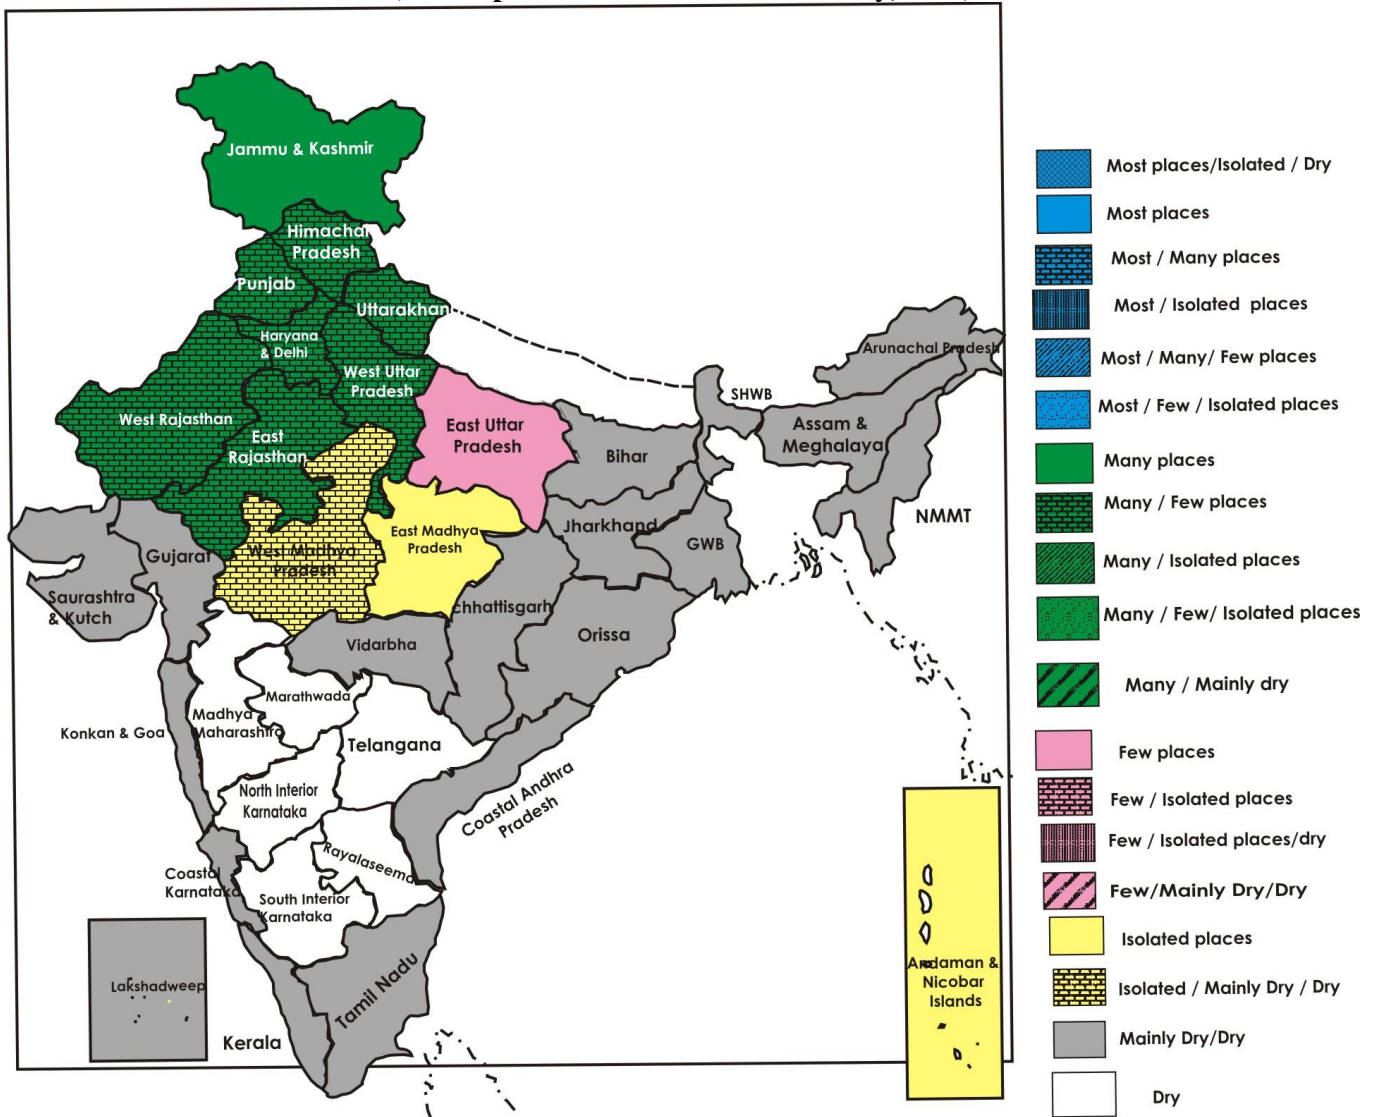 Jammu & Kashmir
Himachal
Pradesh
Punjab
Uttarakhan
Haryana
& Delhi
West Uttar
Pradesh
West Rajasthan
East
Rajasthan
East Uttar
Pradesh
Bihar
SHWB
Arunachal Pradesh
Assam &
Meghalaya
NMMT
Jharkhand
GWB
East Madhya
Pradesh
West Madhya
Pradesh
Gujarat
Saurashtra
& Kutch
chhattisgarh
Orissa
Vidarbha
Marathwada
Madhya
Maharashtra
Konkan & Goa
Telangana
North Interior
Karnataka
Coastal Andhra
Pradesh
Rayalaseema
Coastal
Karnataka
South Interior
Karnataka
Lakshadweep
Kerala
Tamil Nadu
Andaman &
Nicobar
Islands
Most places/Isolated / Dry
Most places
Most / Many places
Most / Isolated places
Most / Many/ Few places
Most / Few / Isolated places
Many places
Many / Few places
Many / Isolated places
Many / Few/ Isolated places
Many / Mainly dry
Few places
Few / Isolated places
Few / Isolated places/dry
Few/Mainly Dry/Dry
Isolated places
Isolated / Mainly Dry / Dry
Mainly Dry/Dry
Dry